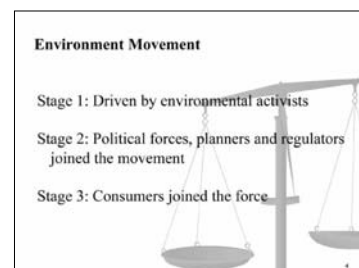 Environment Movement
Stage 1: Driven by environmental activists
Stage 2: Political forces, planners and regulators
joined the movement
Stage 3: Consumers joined the force